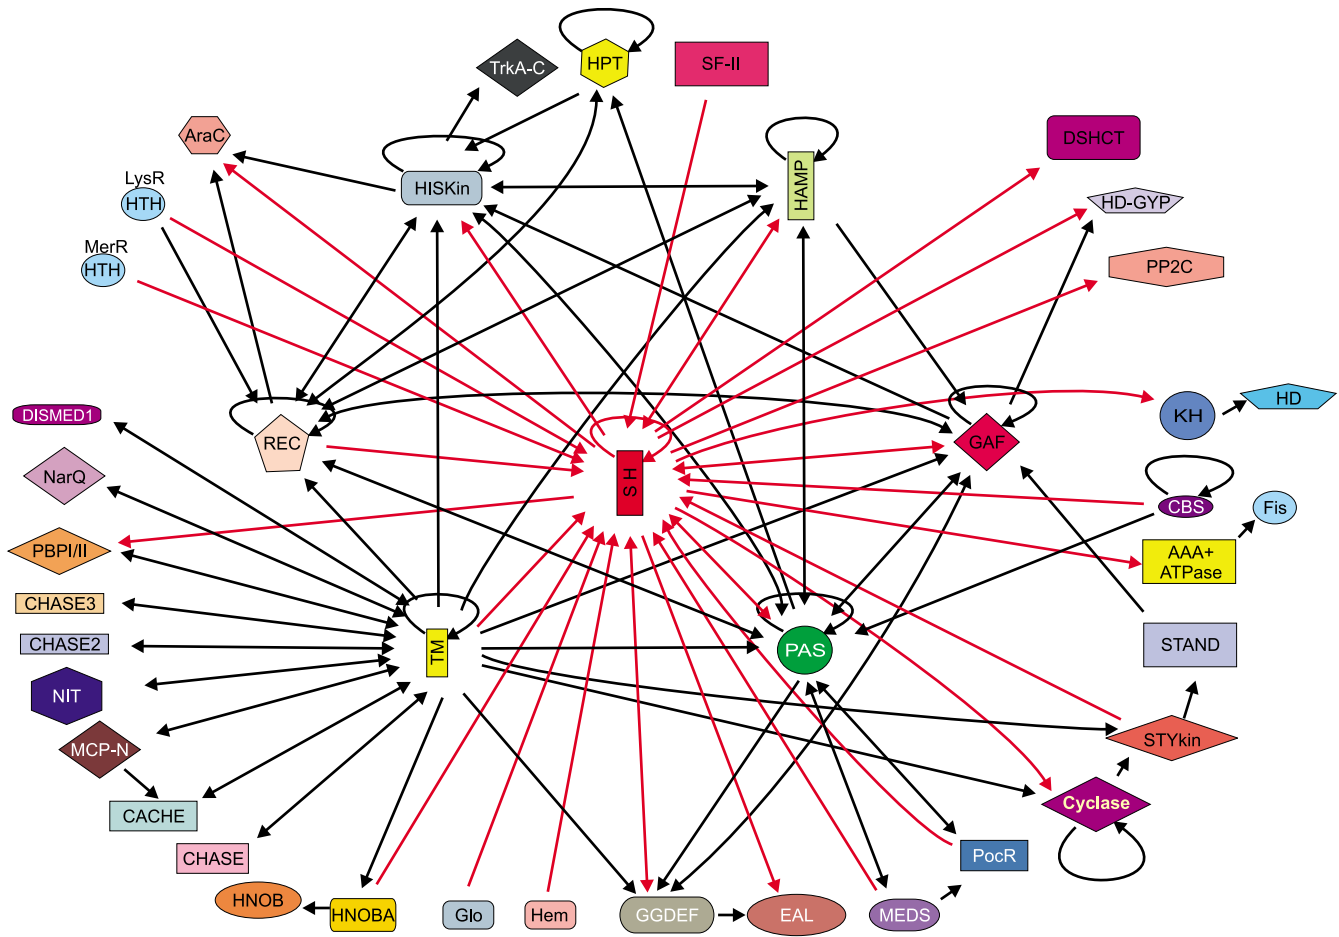 TrkA-C
HPT
SF-II
AraC
DSHCT
LysR
HTH
HISKin
HAMP
HD-GYP
MerR
HTH
PP2C
DISMED1
REC
GAF
KH
HD
NarQ
S H
CBS
Fis
PBPI/II
AAA+
ATPase
CHASE3
CHASE2
TM
PAS
STAND
NIT
MCP-N
STYkin
CACHE
Cyclase
CHASE
PocR
HNOB
HNOBA
Glo
Hem
GGDEF
EAL
MEDS